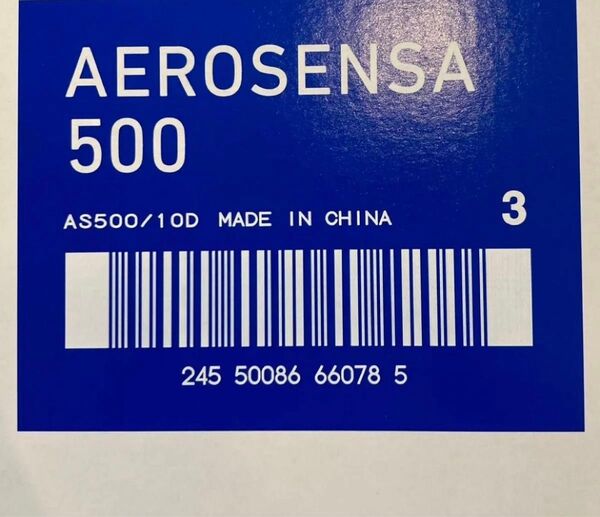 AEROSENSA
500
AS500/10D MADE IN CHINA 3
245 50086 66078 5